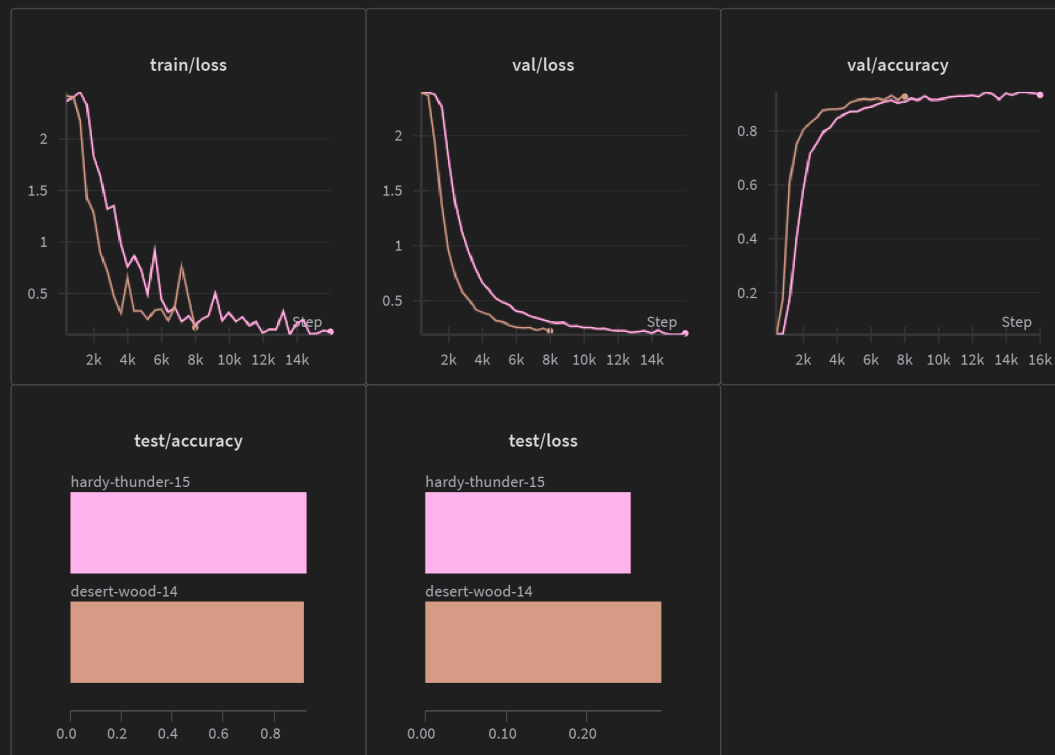 train/loss
2
1.5
1
0.5
Step
2k 4k 6k 8k 10k 12k 14k
val/loss
2
1.5
1
0.5
Step
2k 4k 6k 8k 10k 12k 14k
val/accuracy
0.8
0.6
0.4
0.2
Step
2k 4k 6k 8k 10k 12k 14k 16k
test/accuracy
hardy-thunder-15
desert-wood-14
0.0 0.2 0.4 0.6 0.8
test/loss
hardy-thunder-15
desert-wood-14
0.00 0.10 0.20